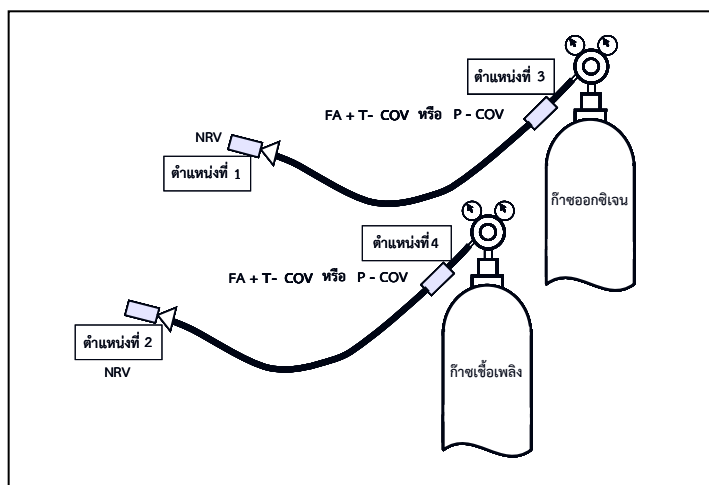 ตำแหน่งที่ 3
FA + T- COV หรือ P - COV
NRV
ตำแหน่งที่ 1
ก๊าซออกซิเจน
ตำแหน่งที่4
FA + T- COV หรือ P - COV
ตำแหน่งที่ 2
NRV
ก๊าซเชื้อเพลิง